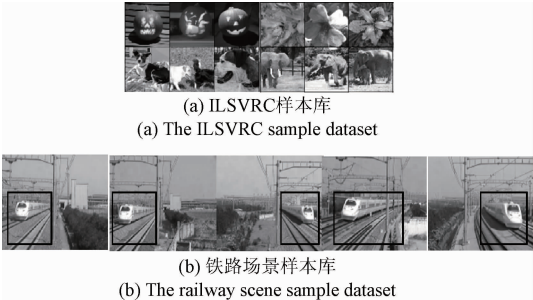 (a) ILSVRC样本库
(a) The ILSVRC sample dataset
(b) 铁路场景样本库
(b) The railway scene sample dataset